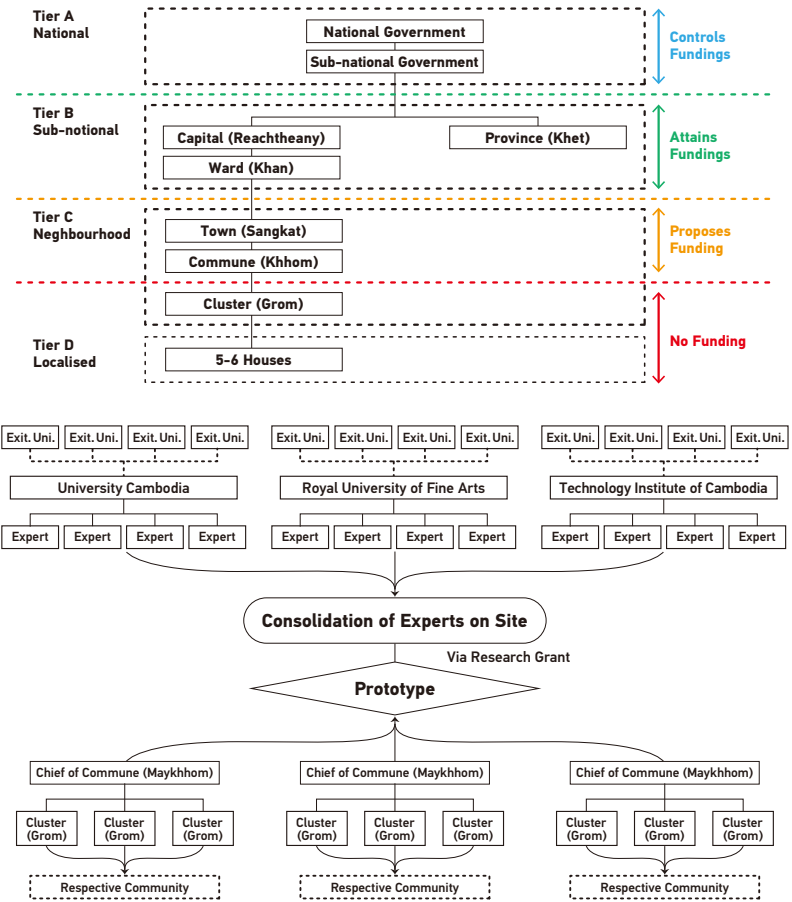 Tier A
National
National Government
Sub-national Government
Controls
Fundings
Tier B
Sub-notional
Capital (Reachtheany)
Province (Khet)
Ward (Khan)
Attains
Fundings
Tier C
Neghbourhood
Town (Sangkat)
Commune (Khhom)
Proposes
Funding
Cluster (Grom)
Tier D
Localised
5-6 Houses
No Funding
Exit. Uni. Exit. Uni. Exit. Uni. Exit. Uni. Exit. Uni. Exit. Uni. Exit. Uni. Exit. Uni. Exit. Uni. Exit. Uni. Exit. Uni. Exit. Uni.
University Cambodia Royal University of Fine Arts Technology Institute of Cambodia
Expert Expert Expert Expert Expert Expert Expert Expert Expert Expert Expert Expert
Consolidation of Experts on Site
Via Research Grant
Prototype
Chief of Commune (Maykhhom) Chief of Commune (Maykhhom) Chief of Commune (Maykhhom)
Cluster Cluster Cluster Cluster Cluster Cluster Cluster Cluster Cluster
(Grom) (Grom) (Grom) (Grom) (Grom) (Grom) (Grom) (Grom) (Grom)
Respective Community Respective Community Respective Community